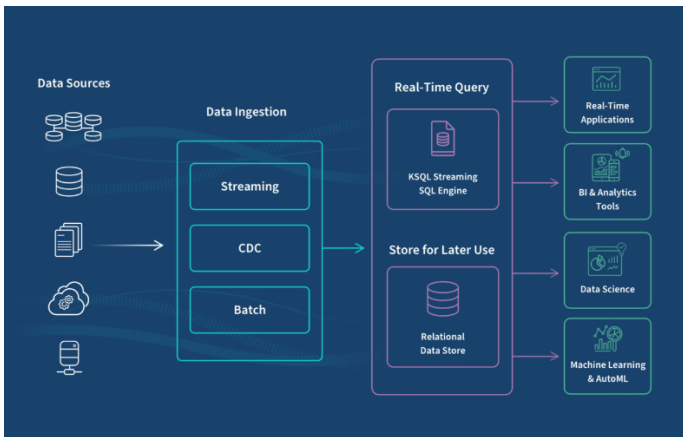 Data Sources
Data Ingestion
Streaming
CDC
Batch
Real-Time Query
KSQL Streaming
SQL Engine
Store for Later Use
Relational
Data Store
Real-Time
Applications
BI & Analytics
Tools
Data Science
Machine Learning
& AutoML